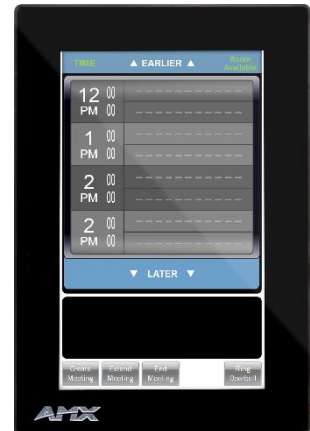 TIME ▲ EARLIER ▲ Room Available
12 00
PM 00
1 00
PM 00
2 00
PM 00
2 00
PM 00
▼ LATER ▼
Create Meeting Extend Meeting End Meeting Ring Doorbell
AMX